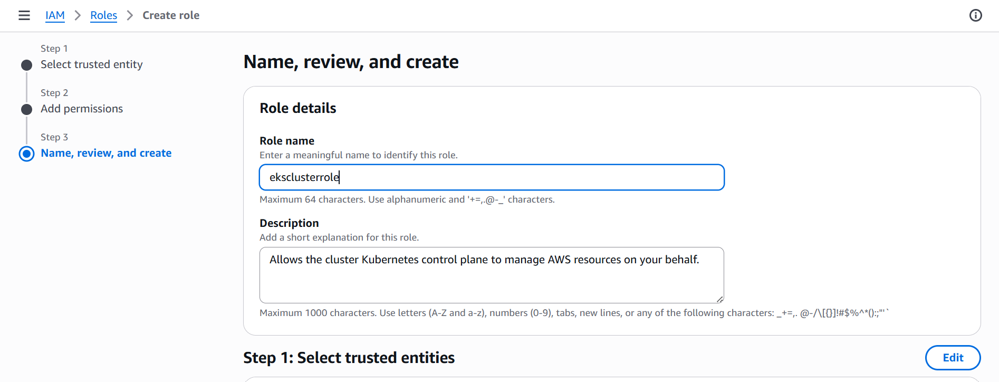 IAM > Roles > Create role
Step 1
Select trusted entity
Step 2
Add permissions
Step 3
Name, review, and create
Name, review, and create
Role details
Role name
Enter a meaningful name to identify this role.
eksclusterrole
Maximum 64 characters. Use alphanumeric and '+=,.@-_' characters.
Description
Add a short explanation for this role.
Allows the cluster Kubernetes control plane to manage AWS resources on your behalf.
Maximum 1000 characters. Use letters (A-Z and a-z), numbers (0-9), tabs, new lines, or any of the following characters: _+=,. @-/\[{}]!#$%^*():;"'`
Step 1: Select trusted entities
Edit